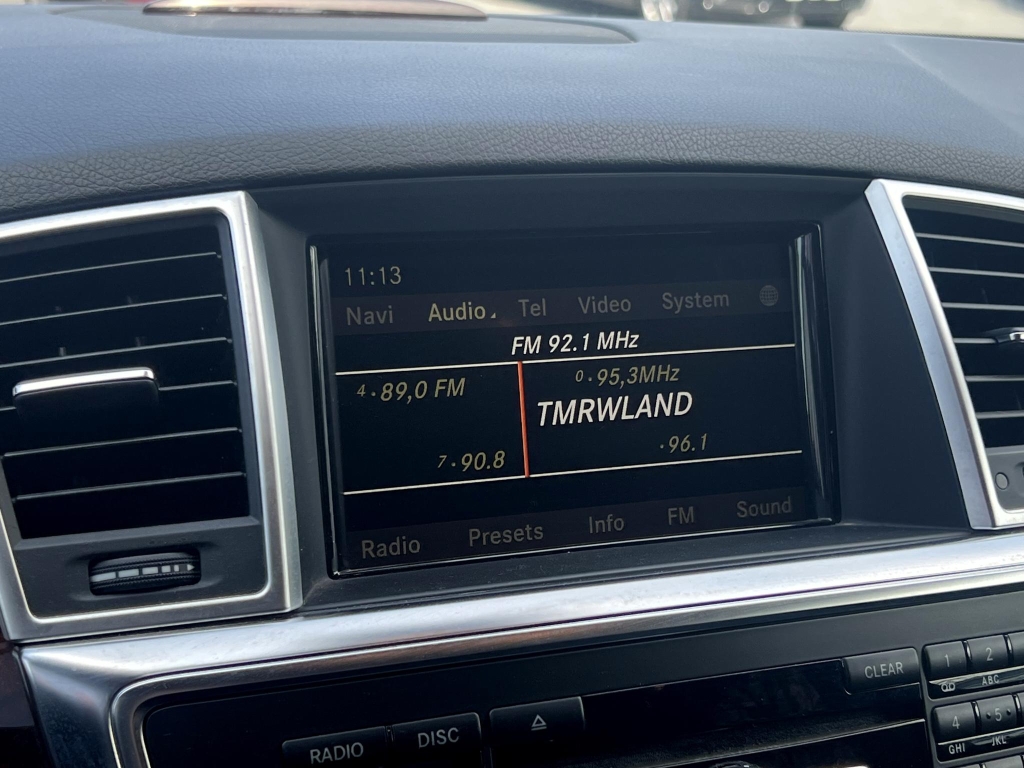 11:13
Navi Audio Tel Video System
FM 92.1 MHz
4·89,0 FM 0·95,3MHz
TMRWLAND
7·90.8 ·96.1
Radio Presets Info FM Sound
CLEAR 1 2
ABC
RADIO DISC 4 5
GHI JKL